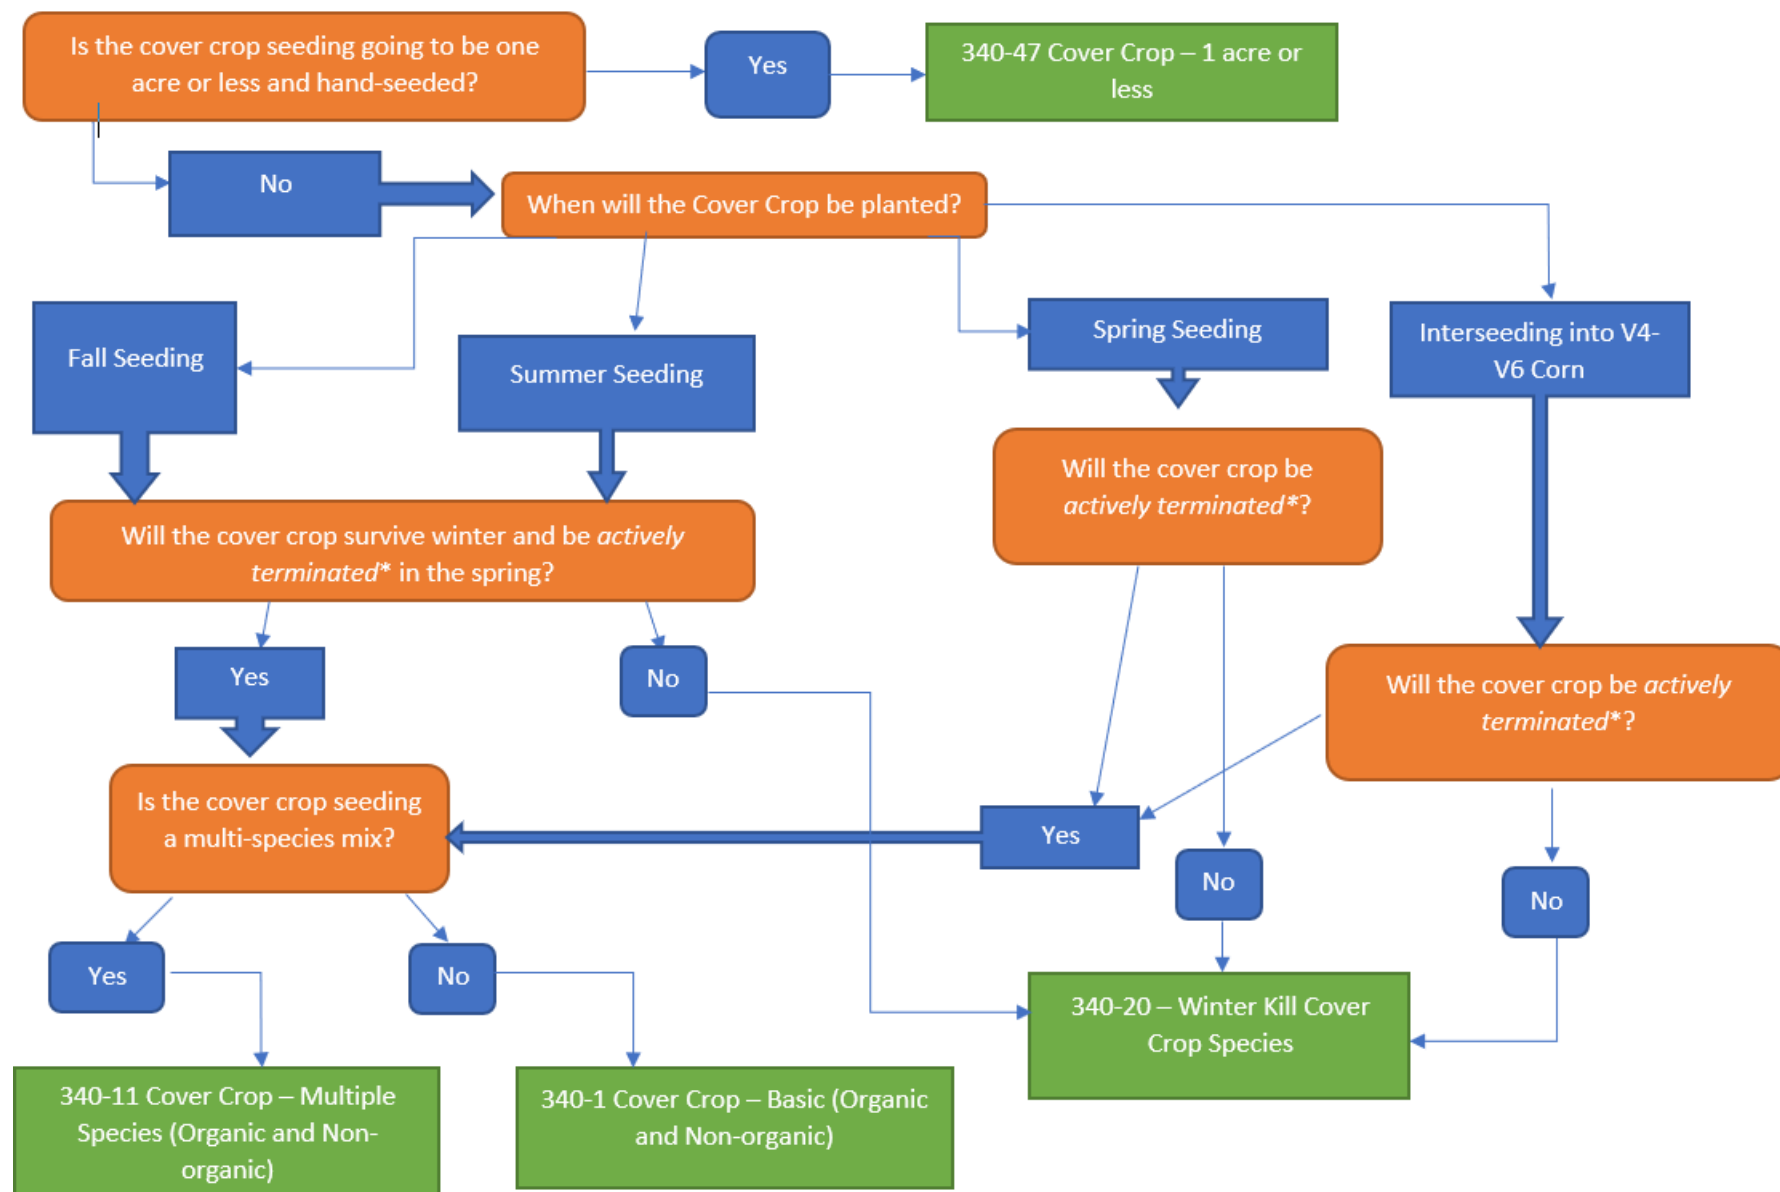 Is the cover crop seeding going to be one
acre or less and hand-seeded?
Yes
340-47 Cover Crop – 1 acre or
less
No
When will the Cover Crop be planted?
Fall Seeding
Summer Seeding
Spring Seeding
Interseeding into V4-
V6 Corn
Will the cover crop survive winter and be actively
terminated* in the spring?
Will the cover crop be
actively terminated*?
Will the cover crop be actively
terminated*?
Yes
No
Is the cover crop seeding
a multi-species mix?
Yes
No
No
Yes
No
340-11 Cover Crop – Multiple
Species (Organic and Non-
organic)
340-1 Cover Crop – Basic (Organic
and Non-organic)
340-20 – Winter Kill Cover
Crop Species